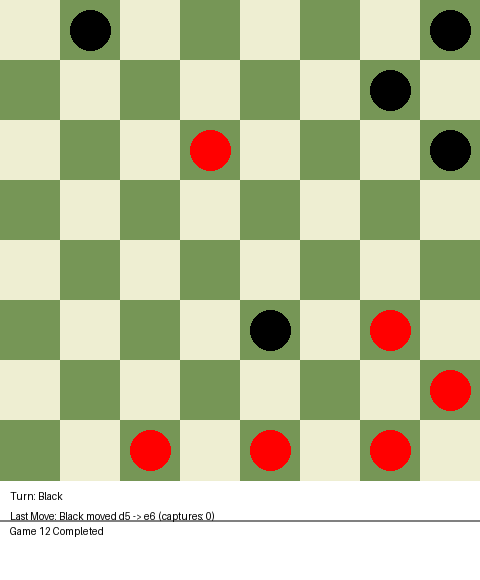 Turn: Black
Last Move: Black moved d5 -> e6 (captures: 0)
Game 12 Completed